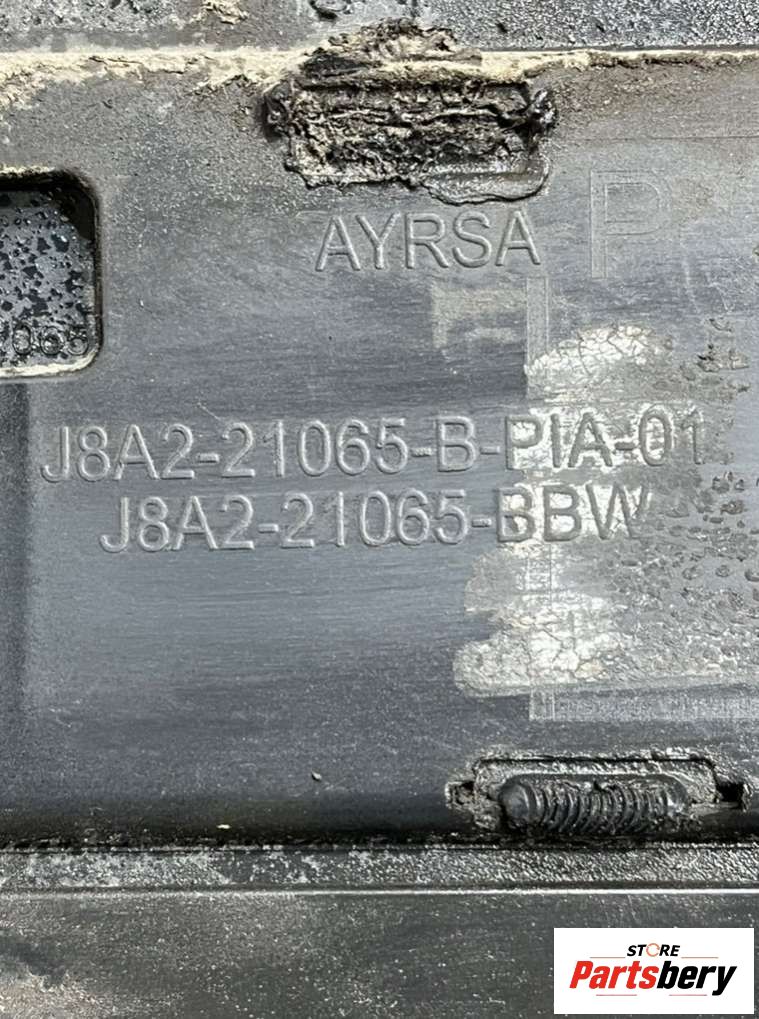 AYRSA
P
J8A2-21065-B-PIA-01
J8A2-21065-BBW
STORE
Partsbery